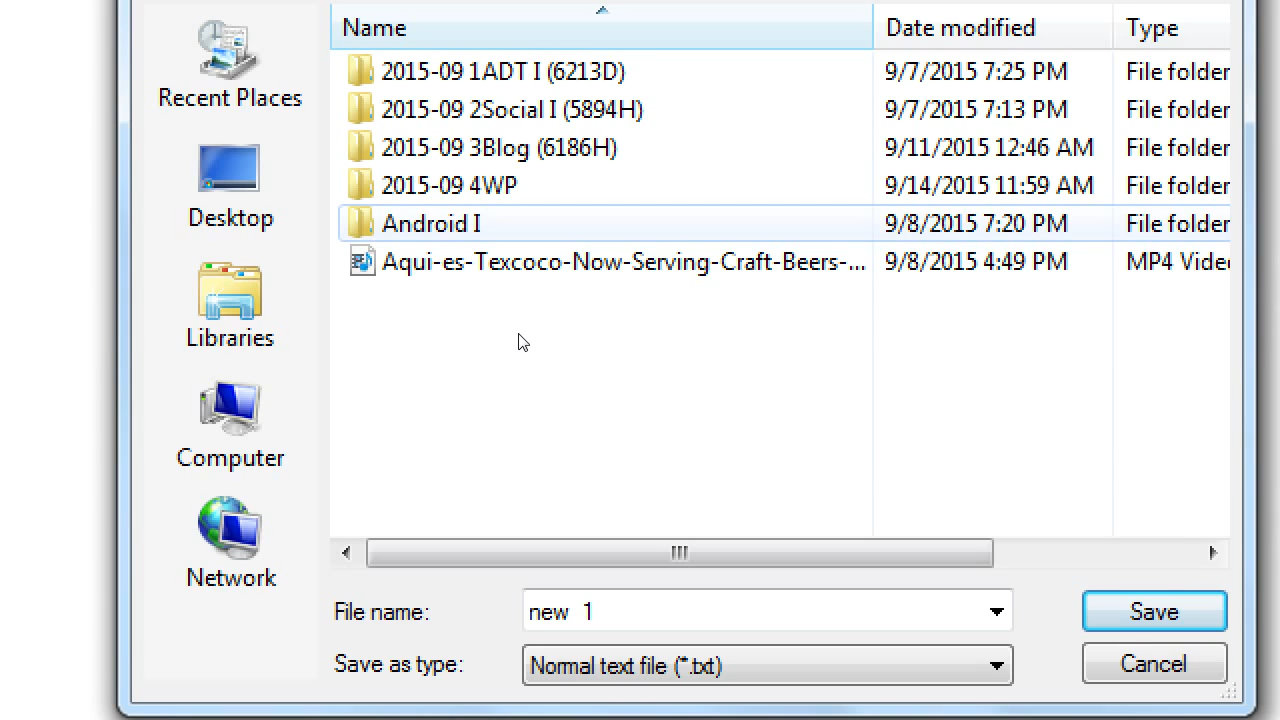 Name Date modified Type
Recent Places
Desktop
Libraries
Computer
Network
2015-09 1ADT I (6213D) 9/7/2015 7:25 PM File folder
2015-09 2Social I (5894H) 9/7/2015 7:13 PM File folder
2015-09 3Blog (6186H) 9/11/2015 12:46 AM File folder
2015-09 4WP 9/14/2015 11:59 AM File folder
Android I 9/8/2015 7:20 PM File folder
Aqui-es-Texcoco-Now-Serving-Craft-Beers-... 9/8/2015 4:49 PM MP4 Vide
File name: new  1 Save
Save as type: Normal text file (*.txt) Cancel